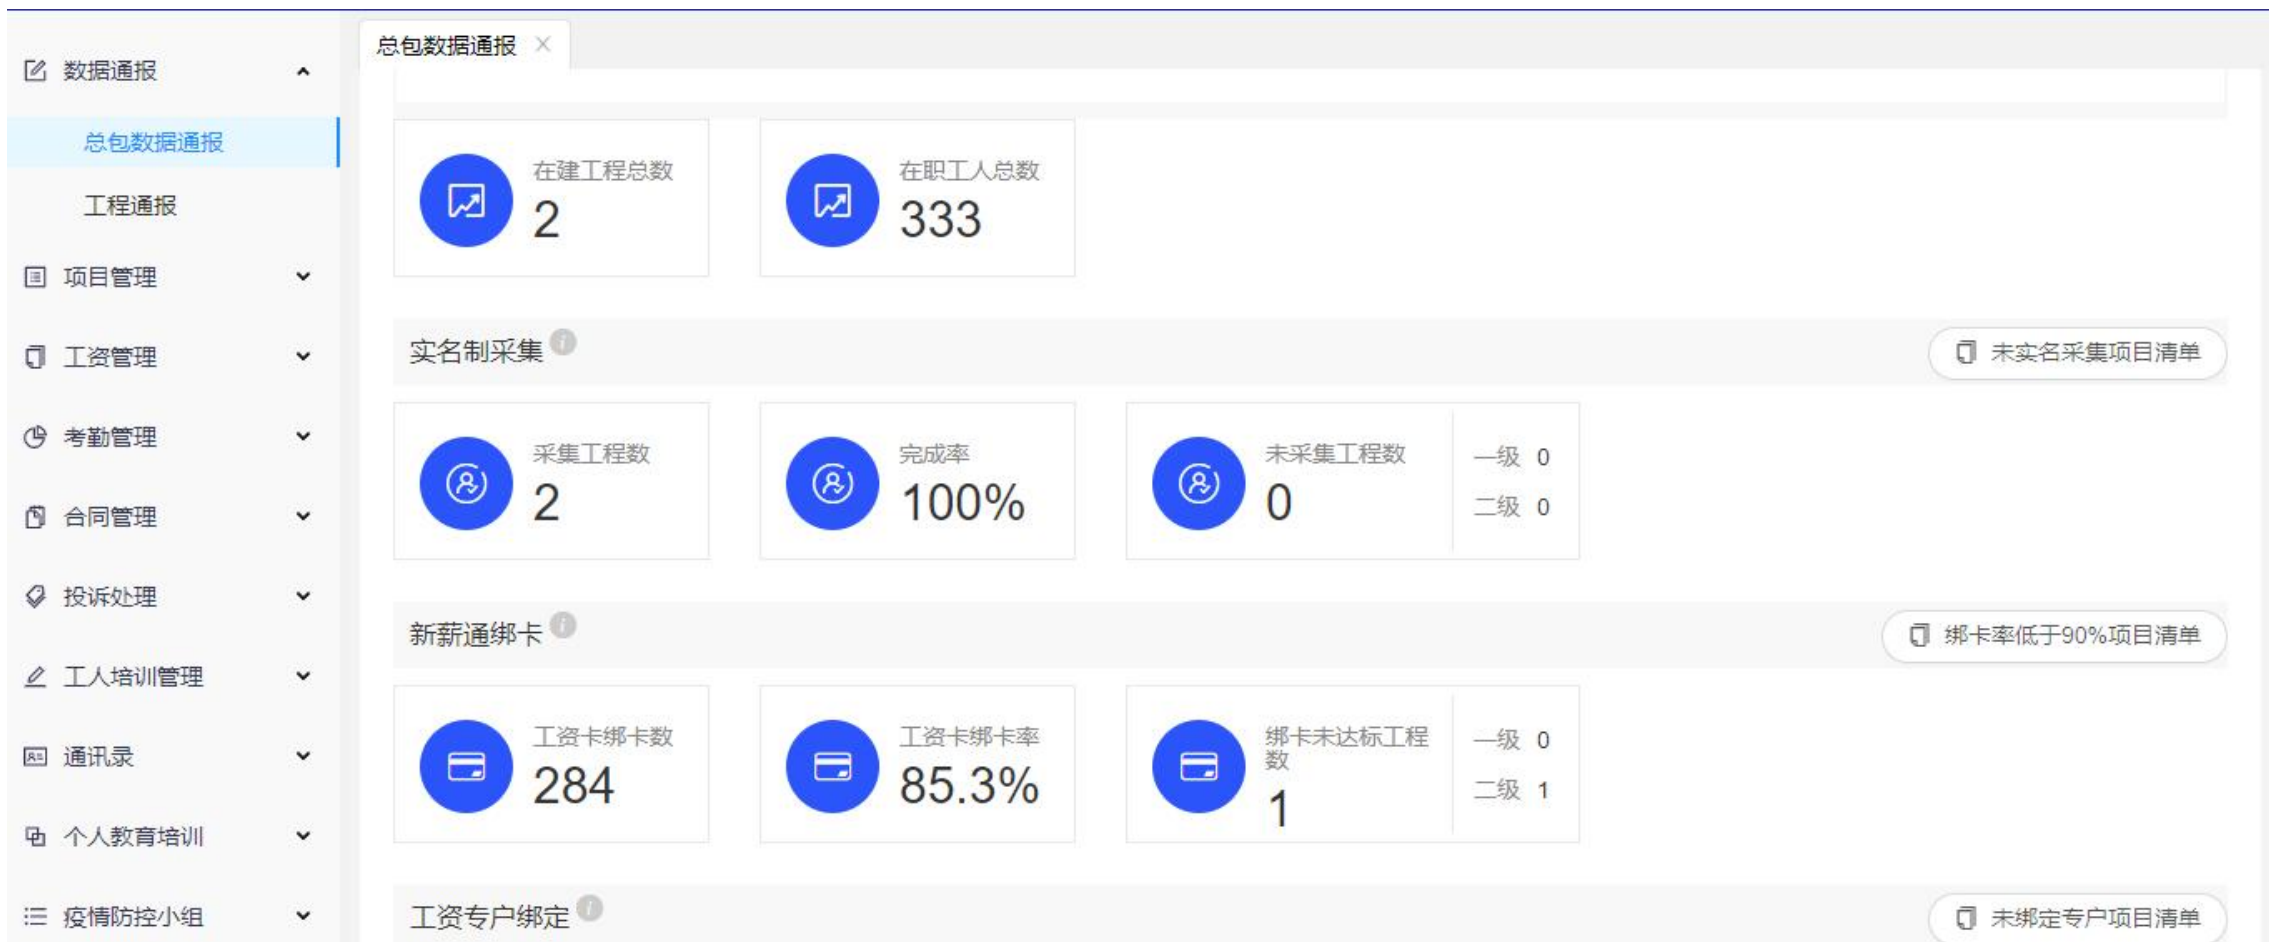 总包数据通报
数据通报
总包数据通报
工程通报
项目管理
工资管理
考勤管理
合同管理
投诉处理
工人培训管理
通讯录
个人教育培训
疫情防控小组
在建工程总数
2
在职工人总数
333
实名制采集
未实名采集项目清单
采集工程数
2
完成率
100%
未采集工程数
0
一级 0
二级 0
新薪通绑卡
绑卡率低于90%项目清单
工资卡绑卡数
284
工资卡绑卡率
85.3%
绑卡未达标工程
数
1
一级 0
二级 1
工资专户绑定
未绑定专户项目清单